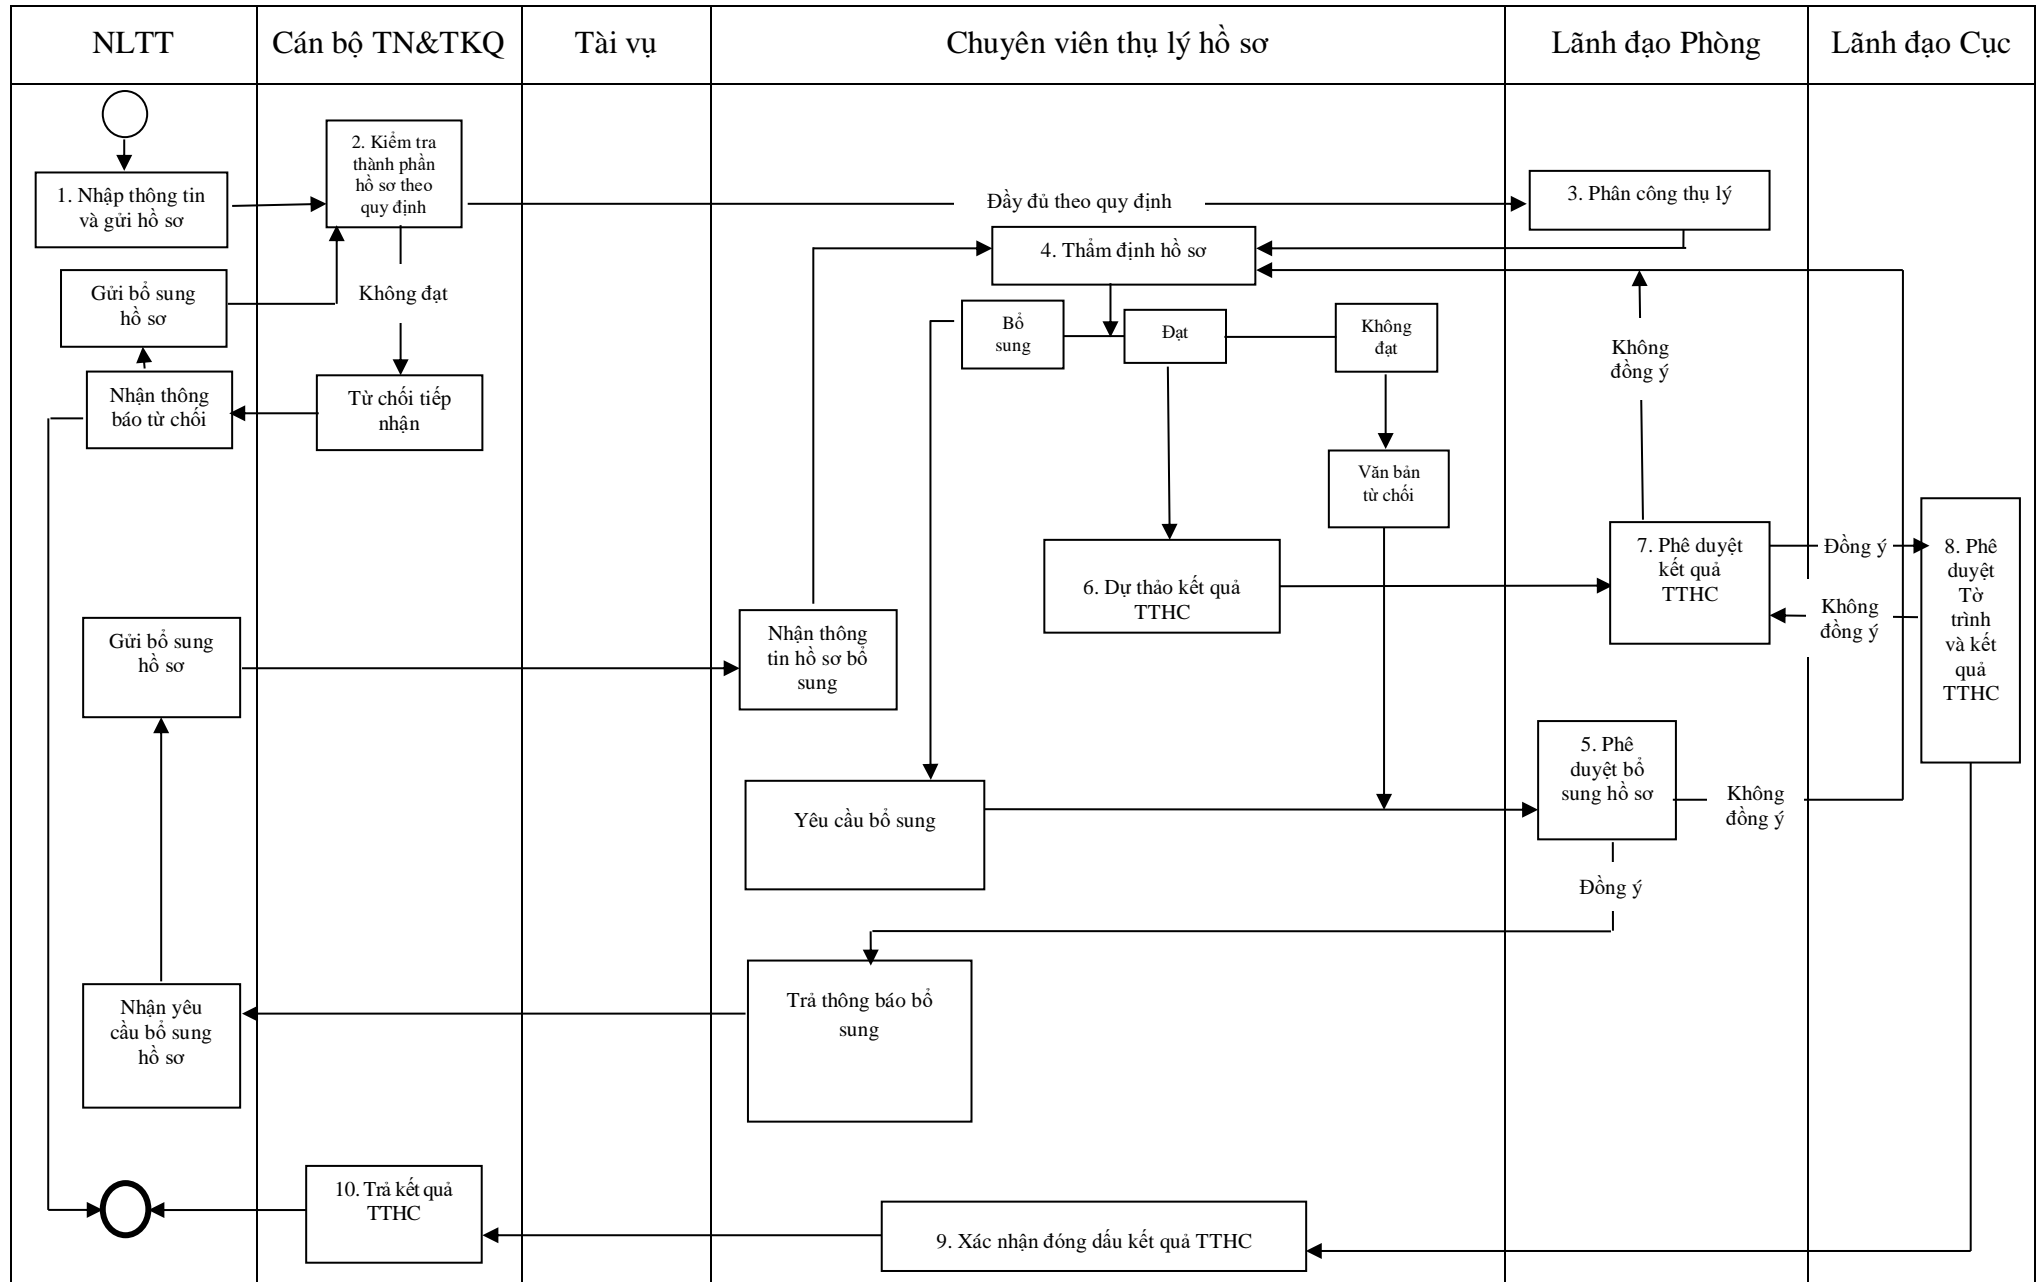 NLTT
Cán bộ TN&TKQ
Tài vụ
Chuyên viên thụ lý hồ sơ
Lãnh đạo Phòng
Lãnh đạo Cục
1. Nhập thông tin
và gửi hồ sơ
2. Kiểm tra
thành phần
hồ sơ theo
quy định
Đầy đủ theo quy định
3. Phân công thụ lý
4. Thẩm định hồ sơ
Gửi bổ sung
hồ sơ
Không đạt
Bổ
sung
Đạt
Không
đạt
Không
đồng ý
Nhận thông
báo từ chối
Từ chối tiếp
nhận
Văn bản
từ chối
6. Dự thảo kết quả
TTHC
7. Phê duyệt
kết quả
TTHC
Đồng ý
Không
đồng ý
8. Phê
duyệt
Tờ
trình
và kết
quả
TTHC
Gửi bổ sung
hồ sơ
Nhận thông
tin hồ sơ bổ
sung
Yêu cầu bổ sung
5. Phê
duyệt bổ
sung hồ sơ
Không
đồng ý
Đồng ý
Nhận yêu
cầu bổ sung
hồ sơ
Trả thông báo bổ
sung
10. Trả kết quả
TTHC
9. Xác nhận đóng dấu kết quả TTHC